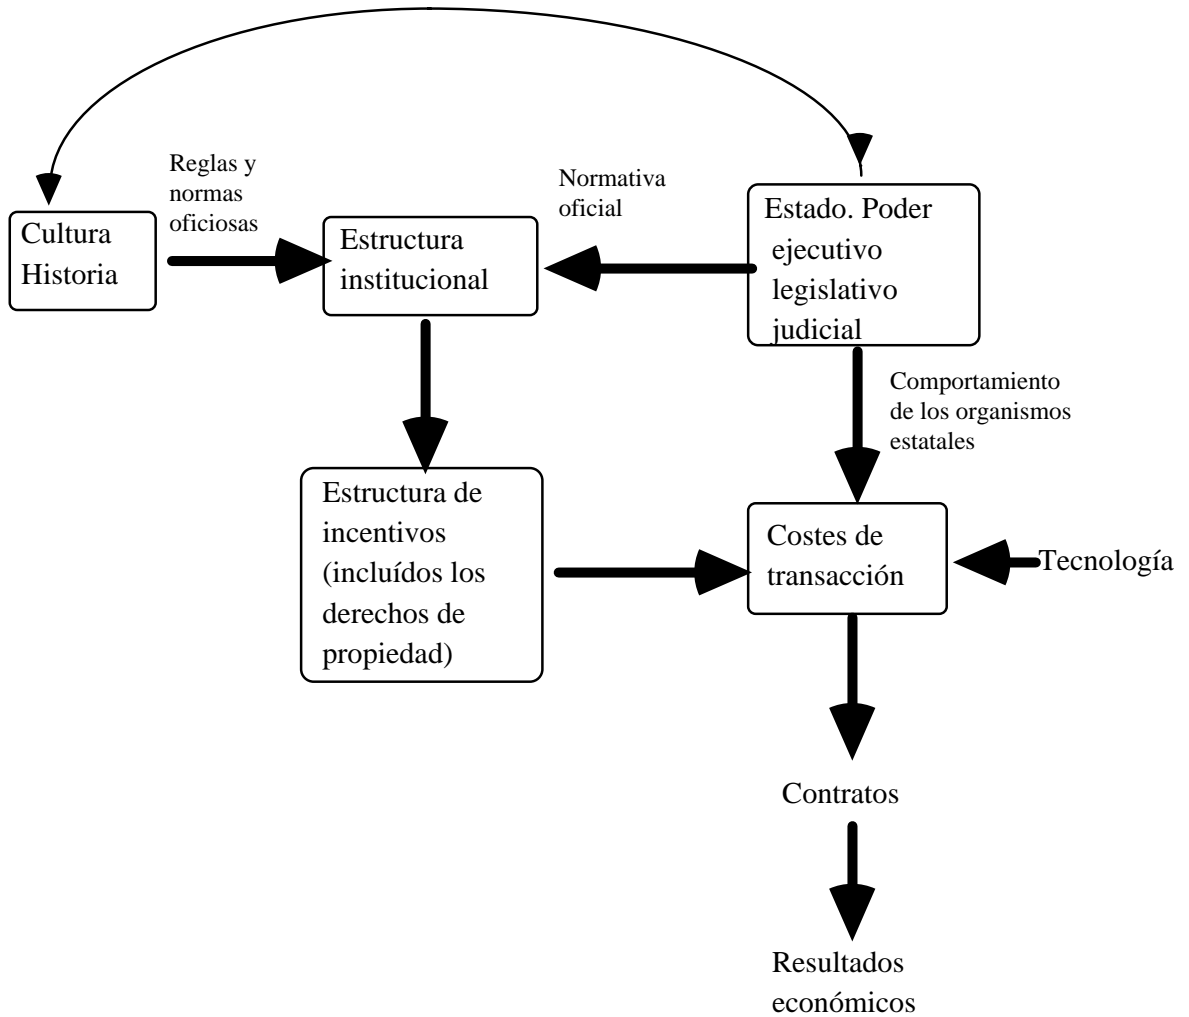 Reglas y
normas
oficiosas
Normativa
oficial
Cultura
Historia
Estructura
institucional
Estado. Poder
ejecutivo
legislativo
judicial
Comportamiento
de los organismos
estatales
Estructura de
incentivos
(incluídos los
derechos de
propiedad)
Costes de
transacción
Tecnología
Contratos
Resultados
económicos